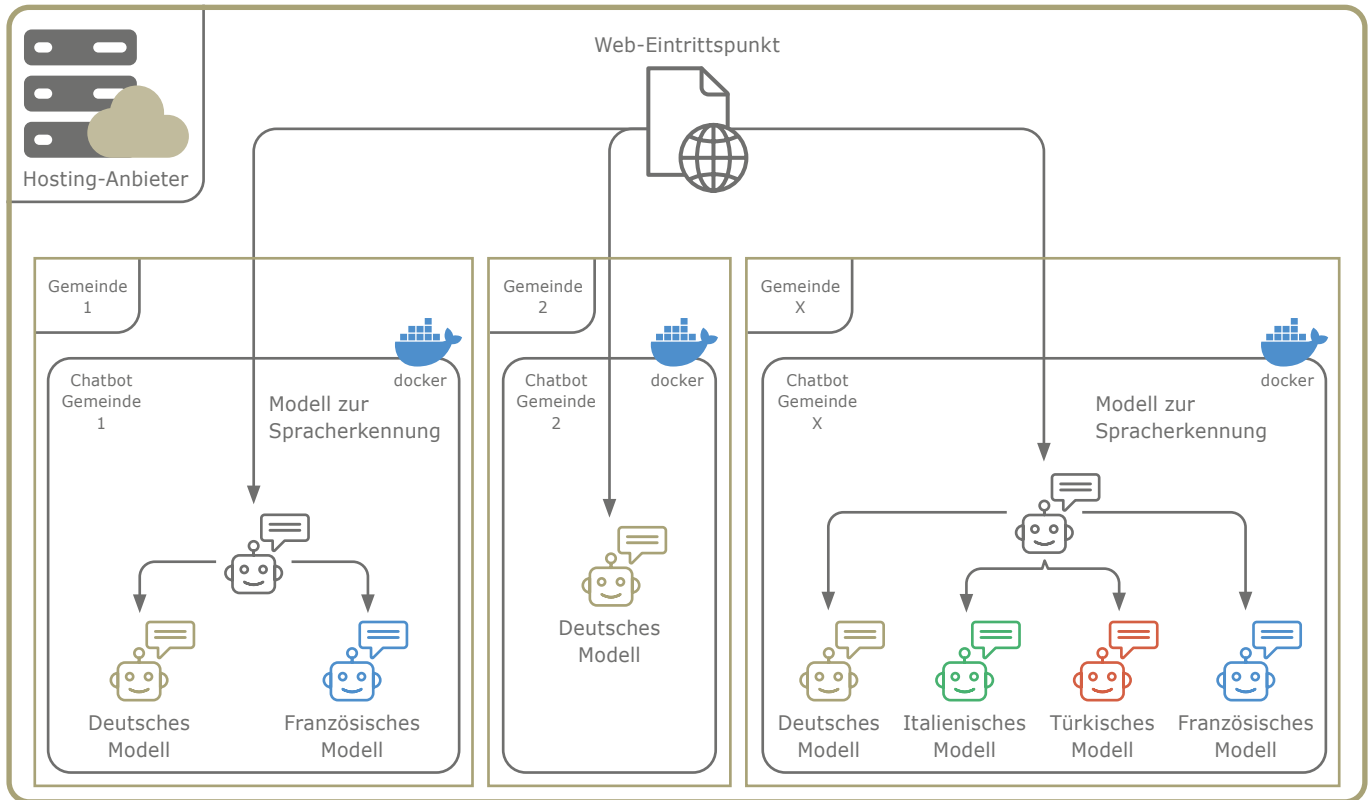 Web-Eintrittspunkt
Hosting-Anbieter
Gemeinde
1
docker
Chatbot
Gemeinde
1
Modell zur
Spracherkennung
Deutsches
Modell
Französisches
Modell
Gemeinde
2
docker
Chatbot
Gemeinde
2
Deutsches
Modell
Gemeinde
X
docker
Chatbot
Gemeinde
X
Modell zur
Spracherkennung
Deutsches
Modell
Italienisches
Modell
Türkisches
Modell
Französisches
Modell